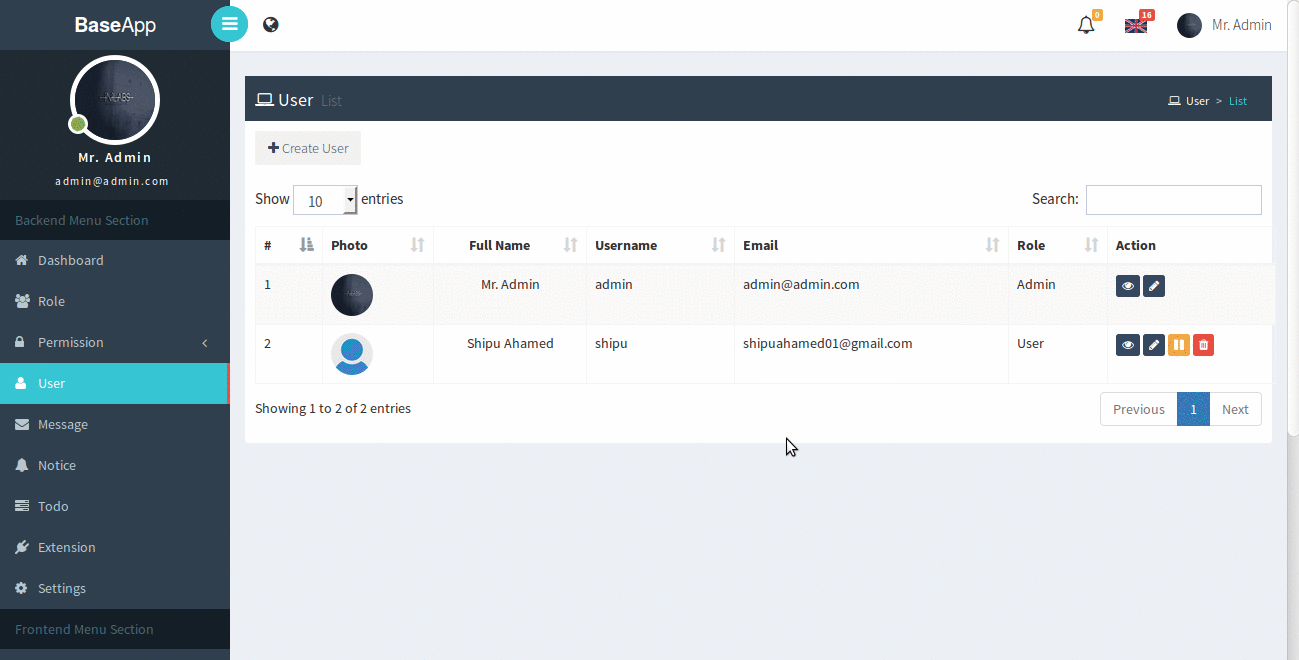 BaseApp
0
16
Mr. Admin
Mr. Admin
admin@admin.com
Backend Menu Section
Dashboard
Role
Permission
User
Message
Notice
Todo
Extension
Settings
Frontend Menu Section
User List
User > List
Create User
Show 10 entries
Search:
# Photo Full Name Username Email Role Action
1 Mr. Admin admin admin@admin.com Admin
2 Shipu Ahamed shipu shipuahamed01@gmail.com User
Showing 1 to 2 of 2 entries
Previous 1 Next